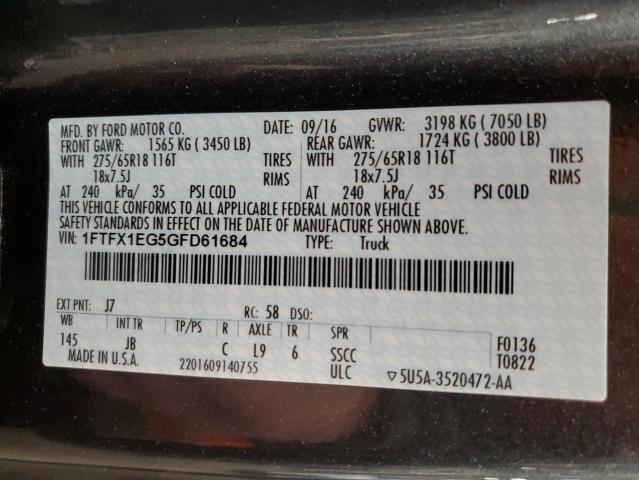 MFD. BY FORD MOTOR CO. DATE: 09/16 GVWR: 3198 KG ( 7050 LB)
FRONT GAWR: 1565 KG ( 3450 LB) REAR GAWR: 1724 KG ( 3800 LB)
WITH 275/65R18 116T TIRES WITH 275/65R18 116T TIRES
18x7.5J RIMS 18x7.5J RIMS
AT 240 kPa/ 35 PSI COLD AT 240 kPa/ 35 PSI COLD
THIS VEHICLE CONFORMS TO ALL APPLICABLE FEDERAL MOTOR VEHICLE
SAFETY STANDARDS IN EFFECT ON THE DATE OF MANUFACTURE SHOWN ABOVE.
VIN: 1FTFX1EG5GFD61684 TYPE: Truck
EXT PNT: J7 RC: 58 DSO:
WB INT TR TP/PS R AXLE TR SPR F0136
145 JB C L9 6 SSCC T0822
MADE IN U.S.A. 2201609140755 ULC ▽5U5A-3520472-AA